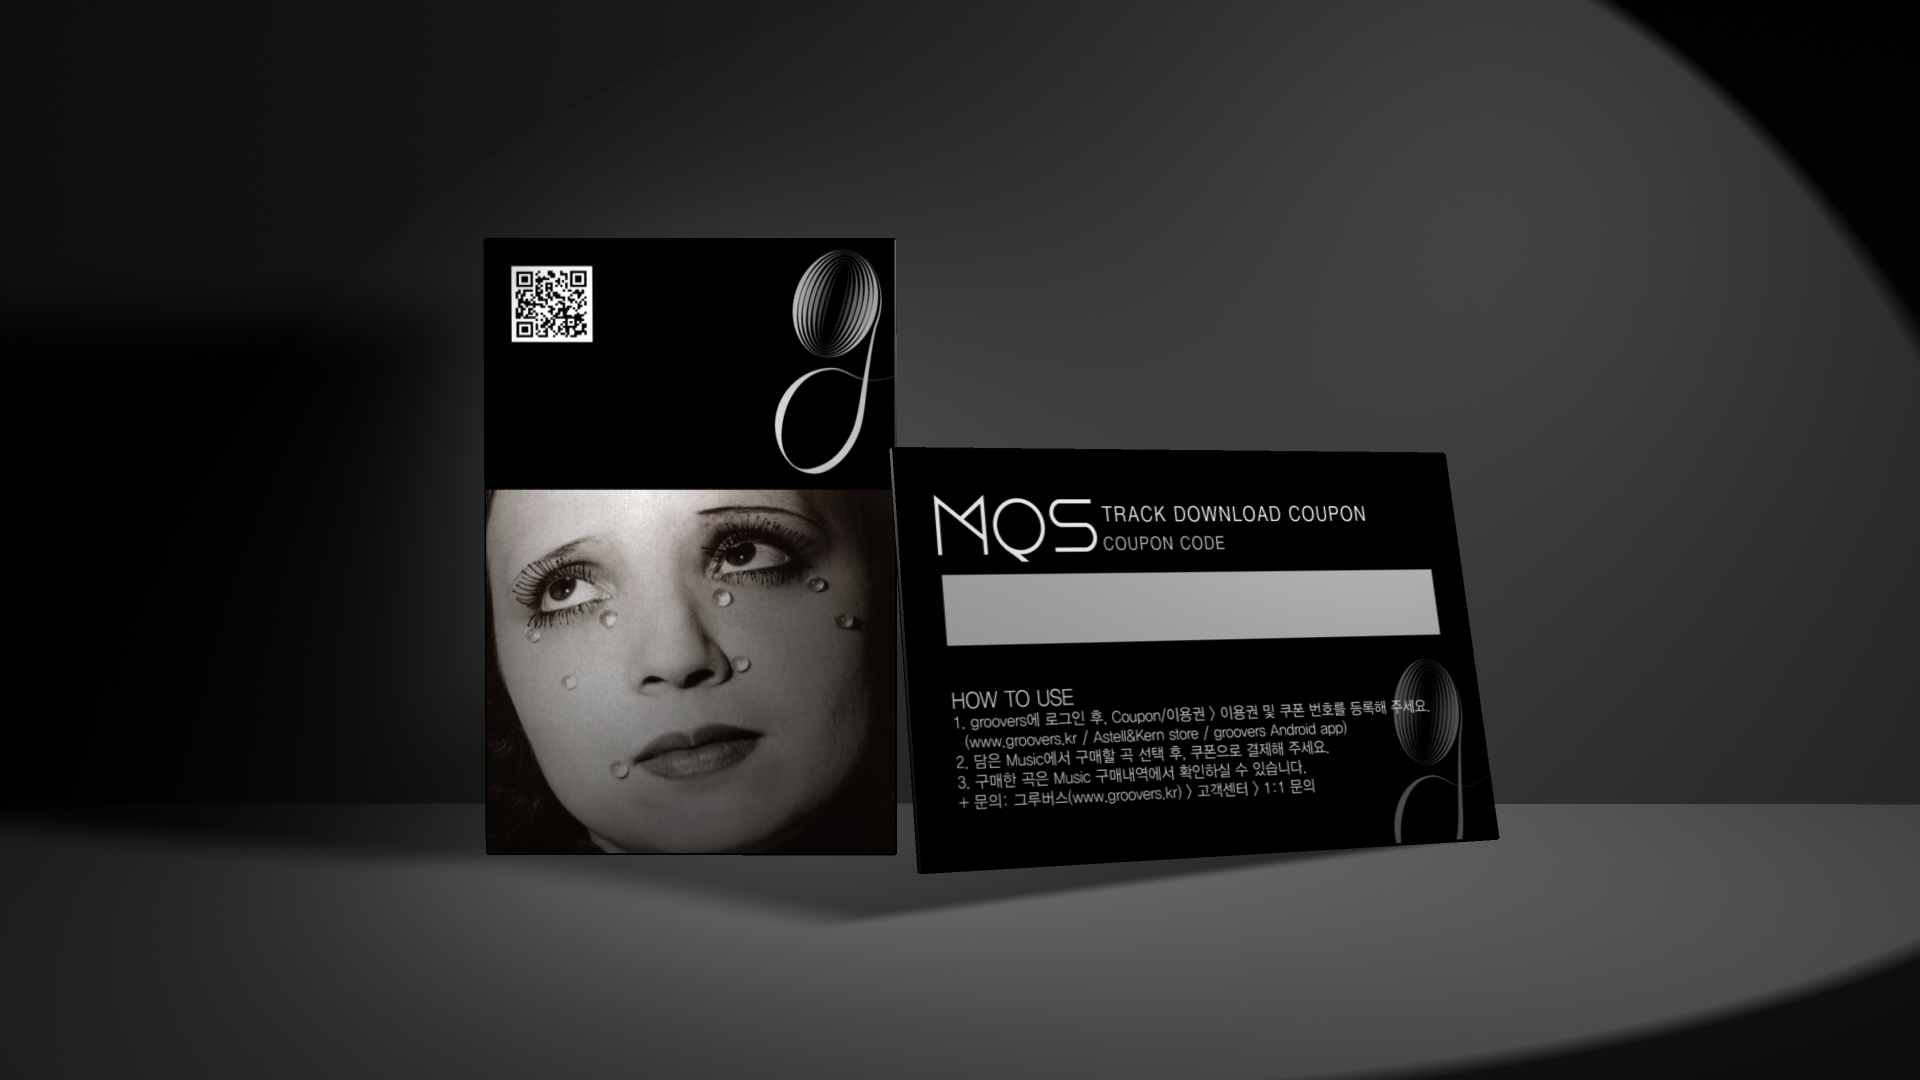 g
MQS TRACK DOWNLOAD COUPON
COUPON CODE
HOW TO USE
1. groovers에 로그인 후, Coupon/이용권 > 이용권 및 쿠폰 번호를 등록해 주세요.
(www.groovers.kr / Astell&Kern store / groovers Android app)
2. 담은 Music에서 구매할 곡 선택 후, 쿠폰으로 결제해 주세요.
3. 구매한 곡은 Music 구매내역에서 확인하실 수 있습니다.
+ 문의: 그루버스(www.groovers.kr) > 고객센터 > 1:1 문의